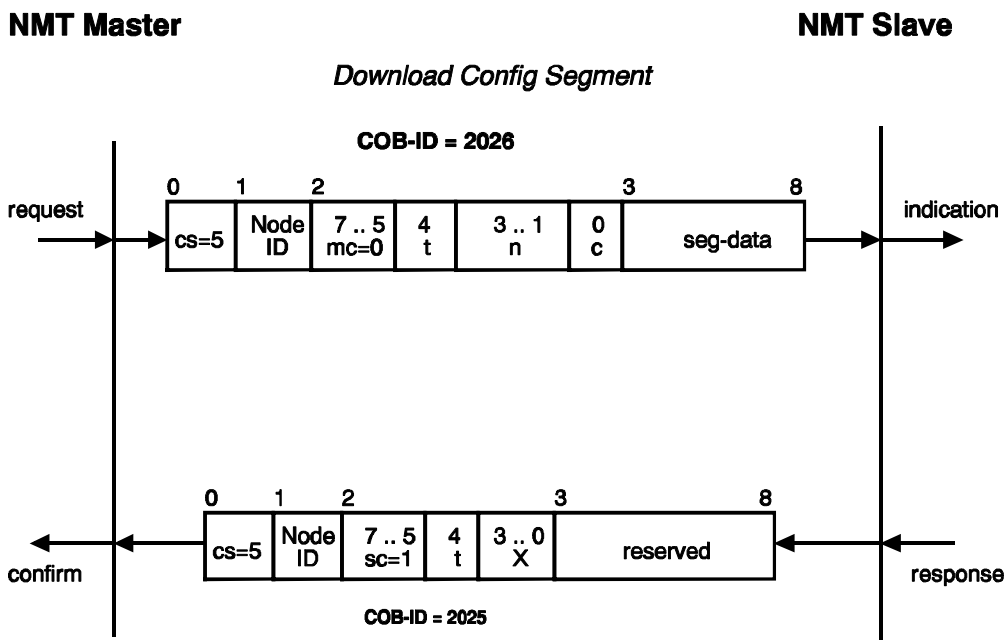 NMT Master NMT Slave
Download Config Segment
COB-ID = 2026
0 1 2 3 8
request indication
cs=5 Node ID 7 .. 5 mc=0 4 t 3 .. 1 n 0 c seg-data
0 1 2 3 8
cs=5 Node ID 7 .. 5 sc=1 4 t 3 .. 0 X reserved
confirm response
COB-ID = 2025